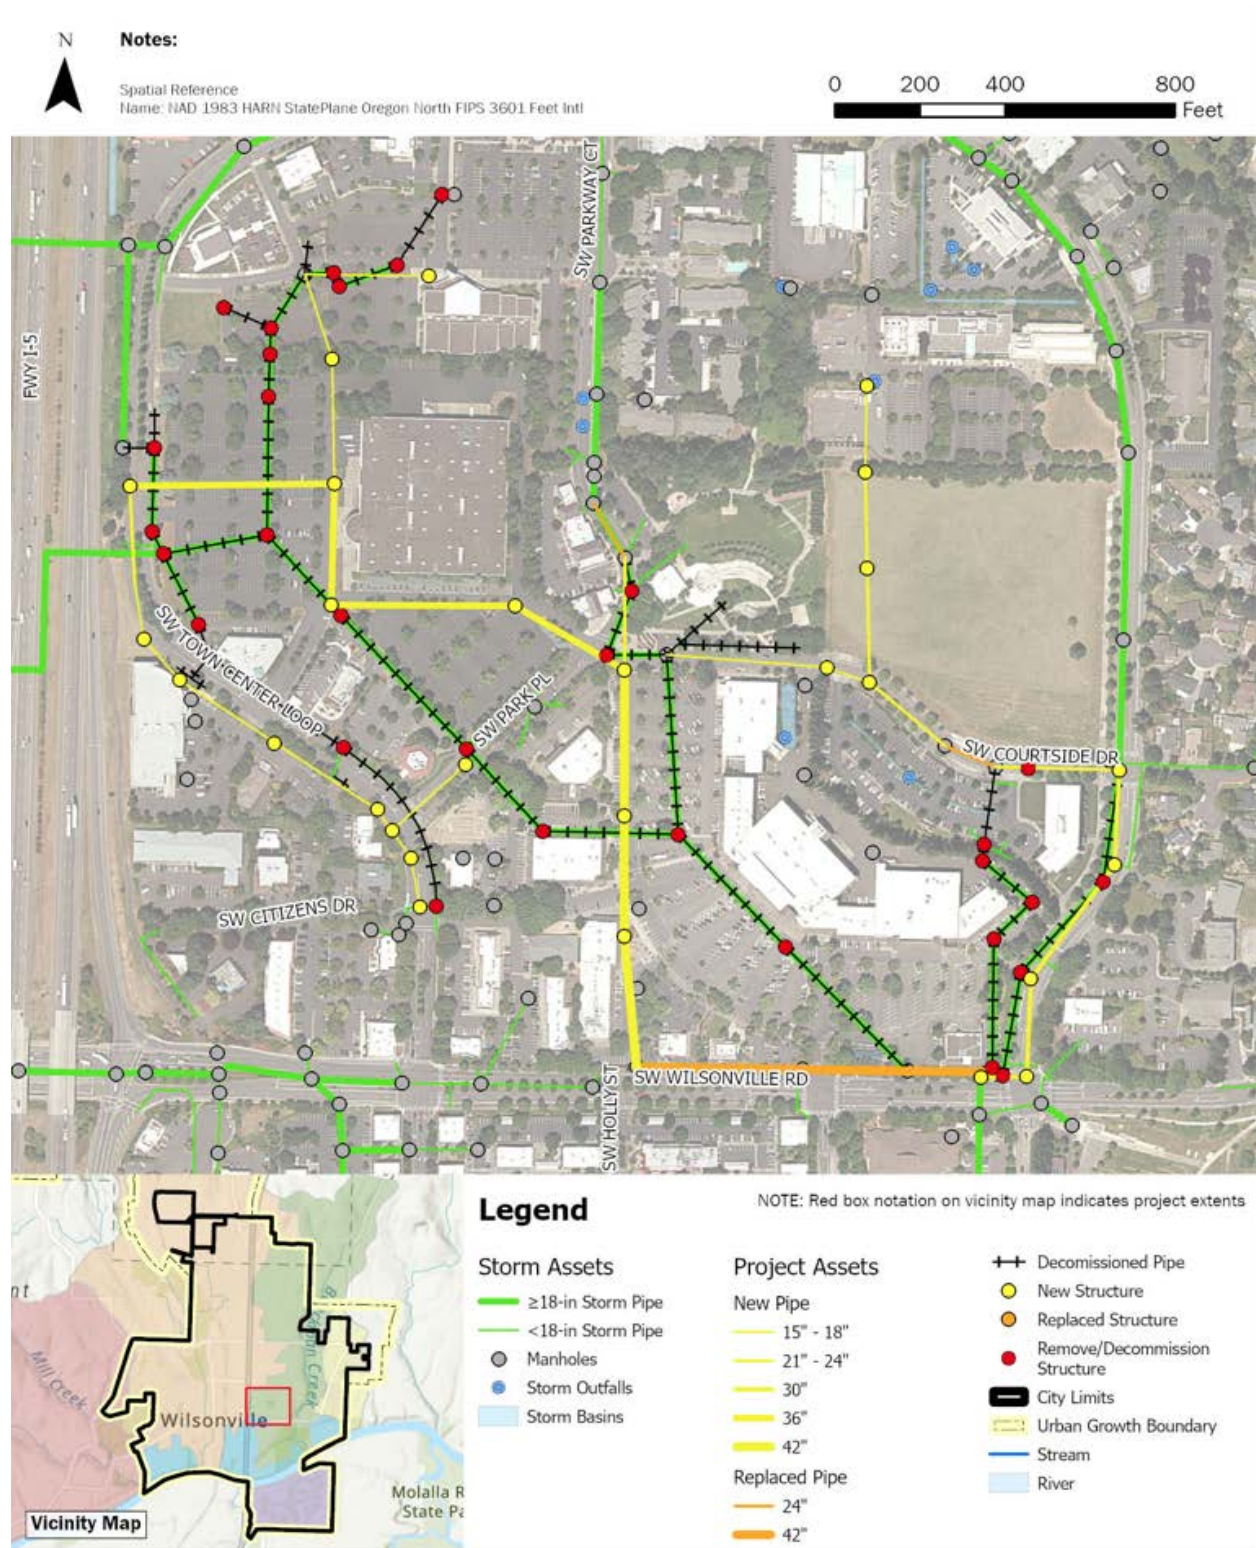 N
Notes:
Spatial Reference
Name: NAD 1983 HARN StatePlane Oregon North FIPS 3601 Feet Intl
0 200 400 800
Feet
SW PARKWAY CT
FWY I-5
SW TOWN CENTER LOOP
SW PARK PL
SW COURTSIDE DR
SW CITIZENS DR
SW HOLLY ST
SW WILSONVILLE RD
NOTE: Red box notation on vicinity map indicates project extents
Legend
Storm Assets
≥18-in Storm Pipe
<18-in Storm Pipe
Manholes
Storm Outfalls
Storm Basins
Project Assets
New Pipe
15" - 18"
21" - 24"
30"
36"
42"
Replaced Pipe
24"
42"
Decomissioned Pipe
New Structure
Replaced Structure
Remove/Decommission
Structure
City Limits
Urban Growth Boundary
Stream
River
nt
Mill Creek
Wilsonville
Molalla R
State Pa
Vicinity Map